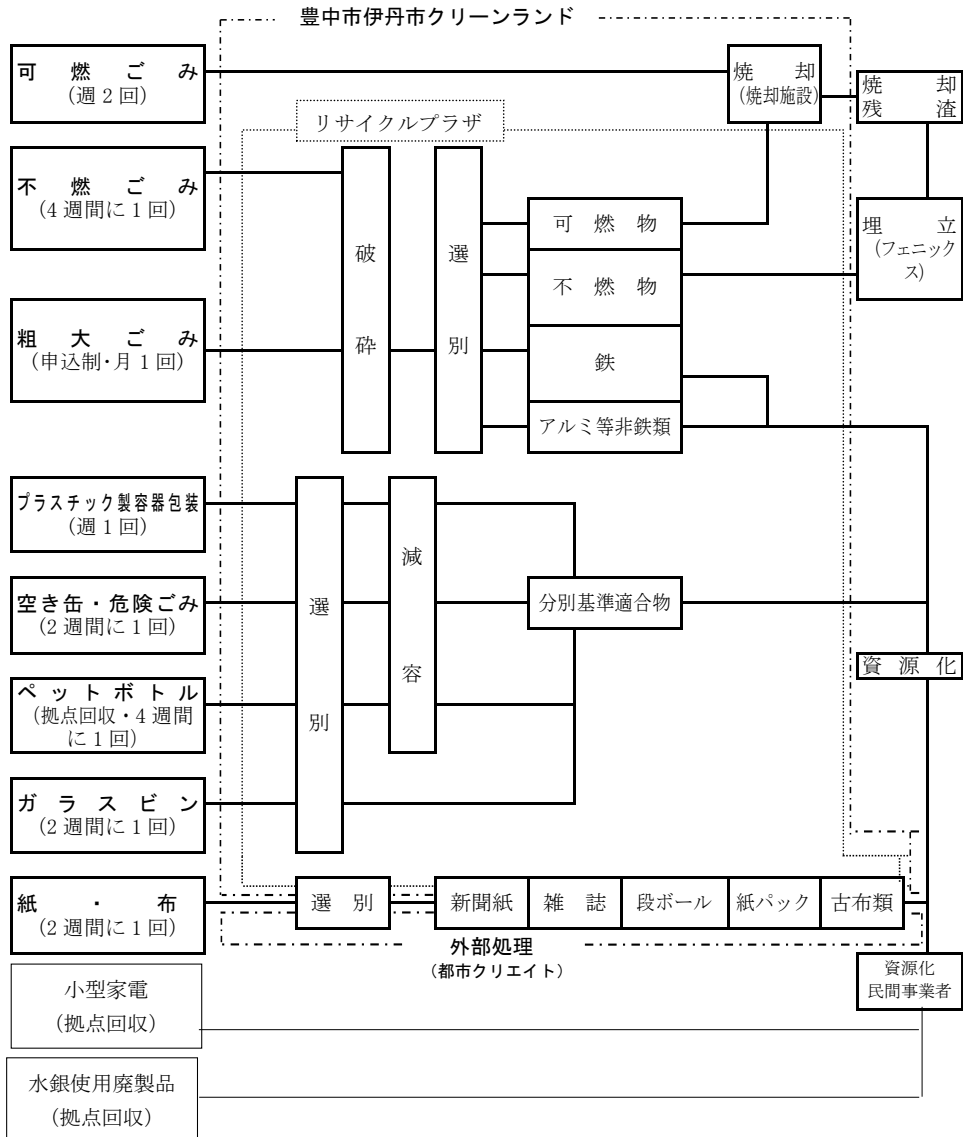 豊中市伊丹市クリーンランド
可燃ごみ
(週2回)
焼却
(焼却施設)
焼却
残渣
リサイクルプラザ
不燃ごみ
(4週間に1回)
破砕
選別
可燃物
不燃物
鉄
アルミ等非鉄類
埋立
(フェニック
ス)
粗大ごみ
(申込制・月1回)
プラスチック製容器包装
(週1回)
空き缶・危険ごみ
(2週間に1回)
ペットボトル
(拠点回収・4週間
に1回)
ガラスビン
(2週間に1回)
選別
減容
分別基準適合物
資源化
紙・布
(2週間に1回)
選別
新聞紙
雑誌
段ボール
紙パック
古布類
外部処理
(都市クリエイト)
資源化
民間事業者
小型家電
(拠点回収)
水銀使用廃製品
(拠点回収)